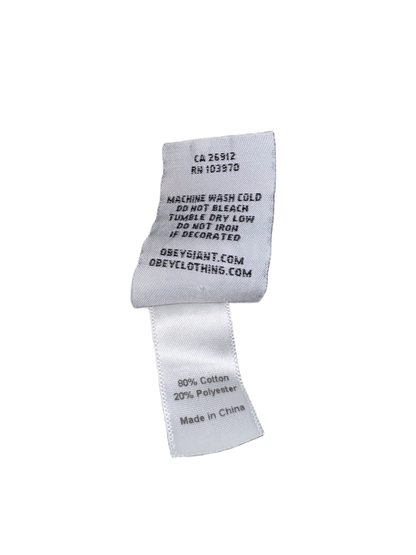 CA 26912
RN 103970
MACHINE WASH COLD
DO NOT BLEACH
TUMBLE DRY LOW
DO NOT IRON
IF DECORATED
OBEYGIANT.COM
OBEYCLOTHING.COM
80% Cotton
20% Polyester
Made in China